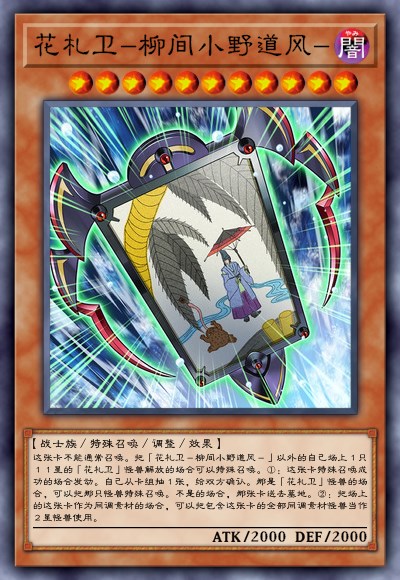 花札卫－柳间小野道风－
やみ
闇
【战士族／特殊召唤／调整／效果】
这张卡不能通常召唤。把「花札卫－柳间小野道风－」以外的自己场上1只
11星的「花札卫」怪兽解放的场合可以特殊召唤。①：这张卡特殊召唤成
功的场合发动。自己从卡组抽1张，给双方确认。那是「花札卫」怪兽的场
合，可以把那只怪兽特殊召唤。不是的场合，那张卡送去墓地。②：把场上
的这张卡作为同调素材的场合，可以把包含这张卡的全部同调素材怪兽当作
2星怪兽使用。
ATK/2000 DEF/2000